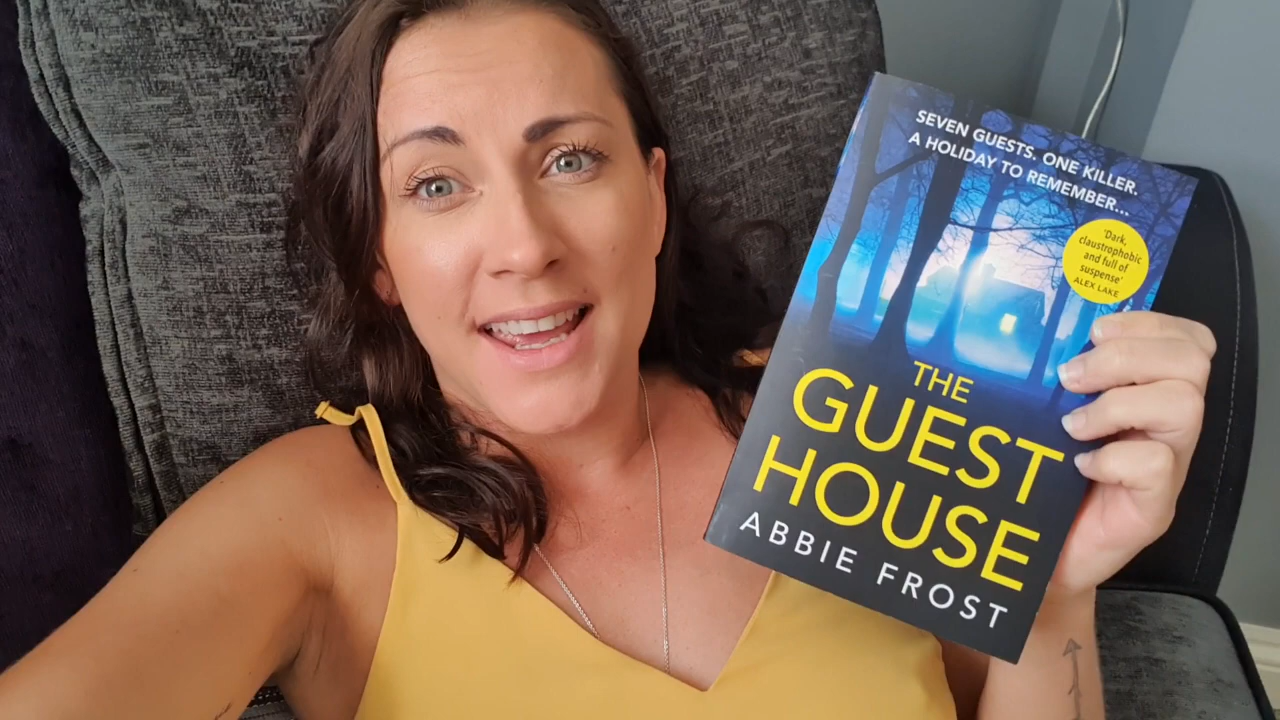 SEVEN GUESTS. ONE KILLER.
A HOLIDAY TO REMEMBER...
'Dark,
claustrophobic
and full of
suspense'
ALEX LAKE
THE
GUEST
HOUSE
ABBIE FROST